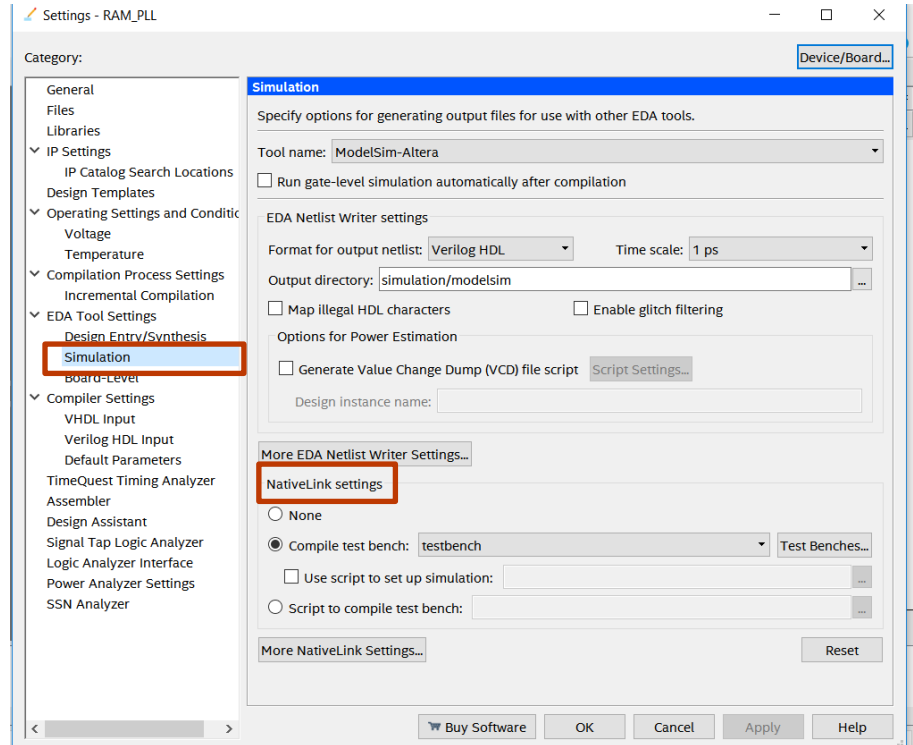 Settings - RAM_PLL
Category:
Device/Board...
General
Files
Libraries
IP Settings
IP Catalog Search Locations
Design Templates
Operating Settings and Conditic
Voltage
Temperature
Compilation Process Settings
Incremental Compilation
EDA Tool Settings
Design Entry/Synthesis
Simulation
Board-Level
Compiler Settings
VHDL Input
Verilog HDL Input
Default Parameters
TimeQuest Timing Analyzer
Assembler
Design Assistant
Signal Tap Logic Analyzer
Logic Analyzer Interface
Power Analyzer Settings
SSN Analyzer
Simulation
Specify options for generating output files for use with other EDA tools.
Tool name: ModelSim-Altera
Run gate-level simulation automatically after compilation
EDA Netlist Writer settings
Format for output netlist: Verilog HDL Time scale: 1 ps
Output directory: simulation/modelsim ...
Map illegal HDL characters Enable glitch filtering
Options for Power Estimation
Generate Value Change Dump (VCD) file script Script Settings...
Design instance name:
More EDA Netlist Writer Settings...
NativeLink settings
None
Compile test bench: testbench Test Benches...
Use script to set up simulation: ...
Script to compile test bench: ...
More NativeLink Settings... Reset
Buy Software OK Cancel Apply Help